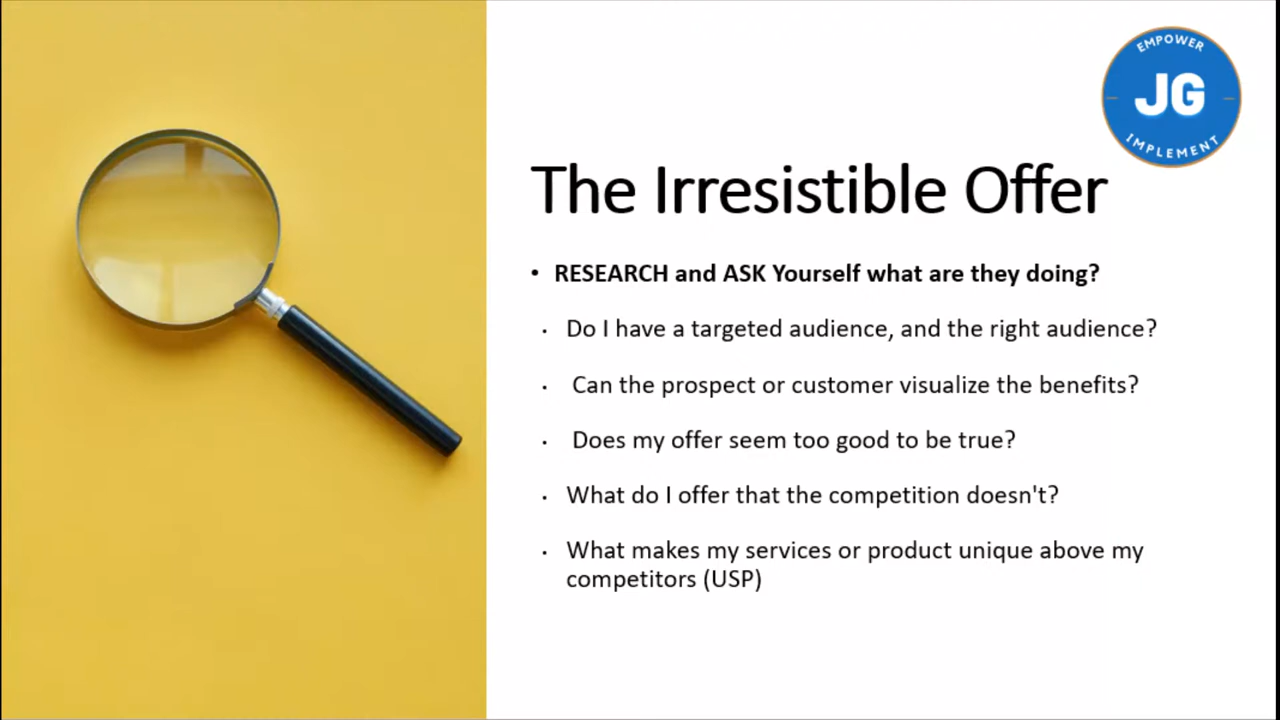 EMPOWER
JG
IMPLEMENT
The Irresistible Offer
• RESEARCH and ASK Yourself what are they doing?
• Do I have a targeted audience, and the right audience?
• Can the prospect or customer visualize the benefits?
• Does my offer seem too good to be true?
• What do I offer that the competition doesn't?
• What makes my services or product unique above my
competitors (USP)